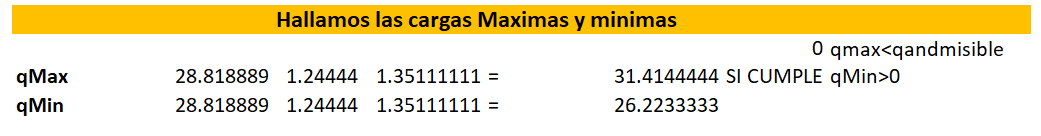 Hallamos las cargas Maximas y minimas
0 qmax<qandmisible
qMax 28.818889 1.24444 1.35111111 = 31.4144444 SI CUMPLE qMin>0
qMin 28.818889 1.24444 1.35111111 = 26.2233333